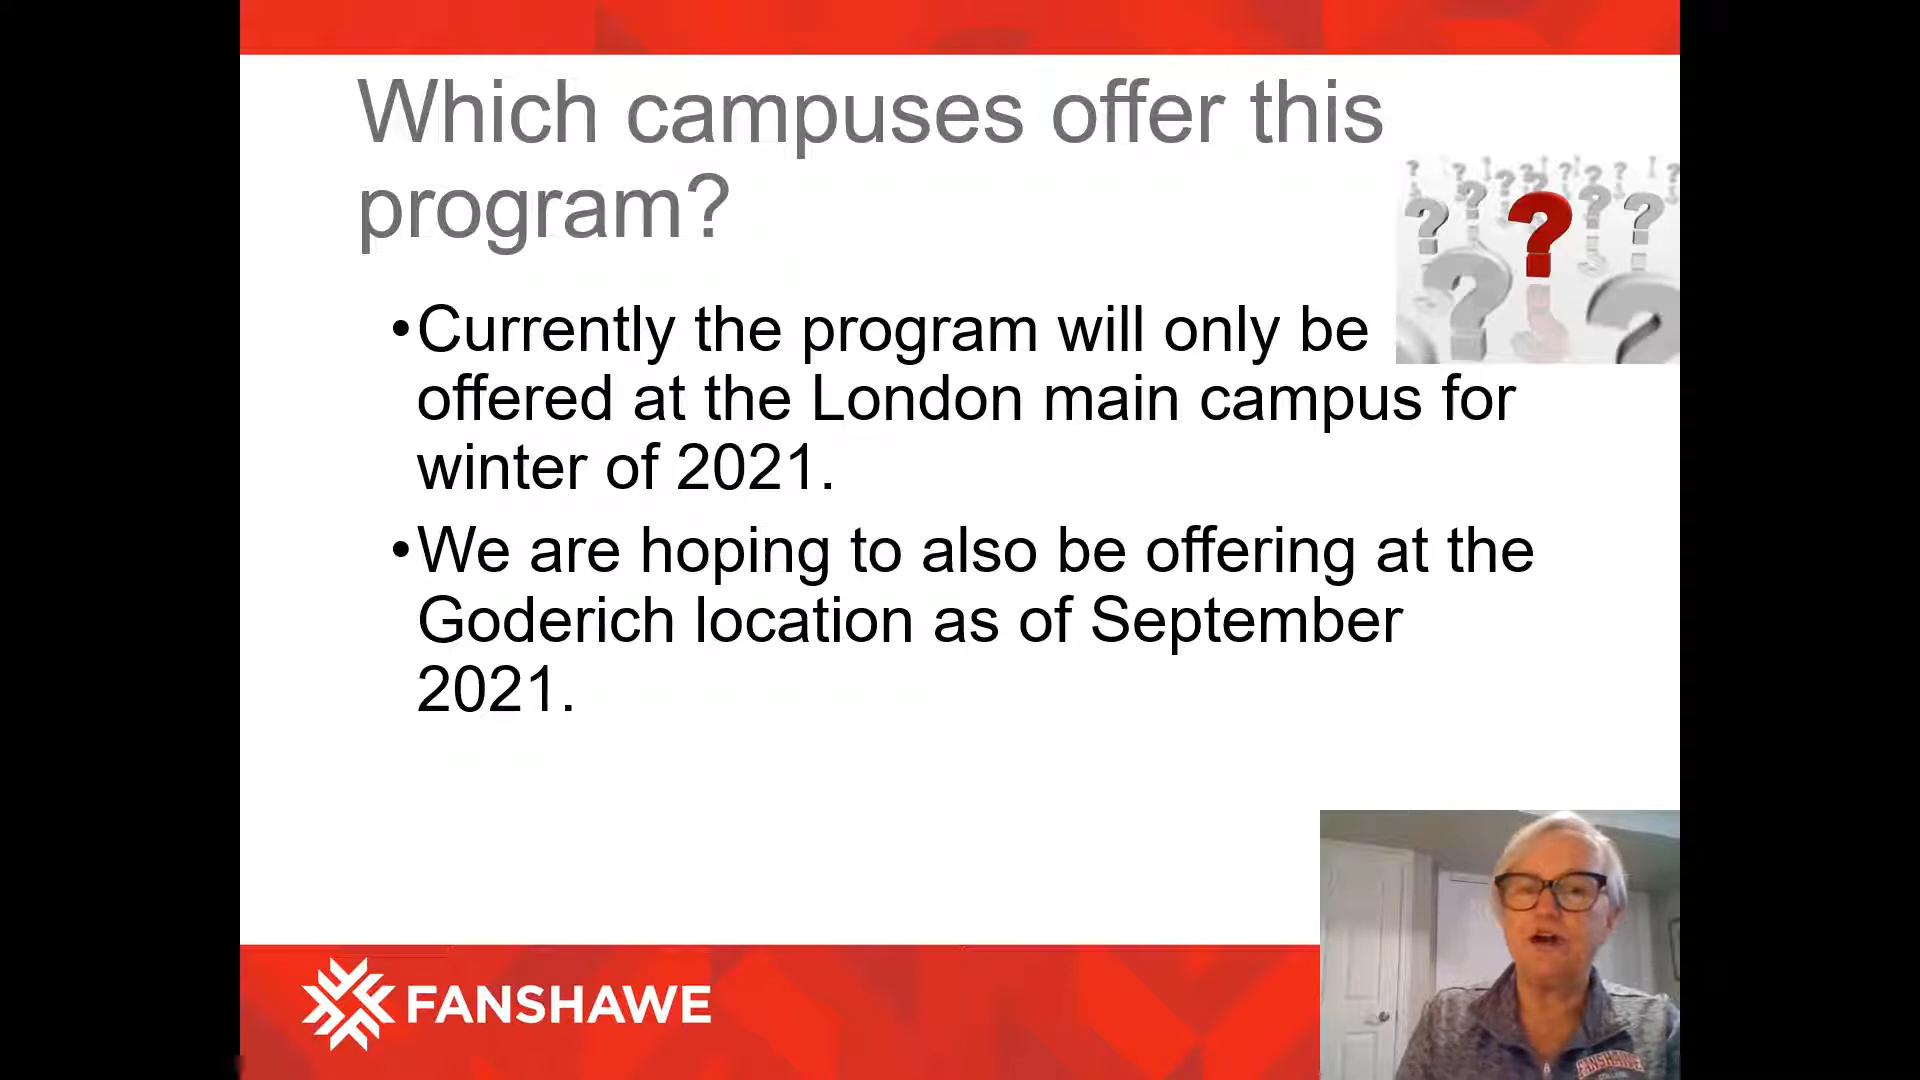 Which campuses offer this
program?
•Currently the program will only be
offered at the London main campus for
winter of 2021.
•We are hoping to also be offering at the
Goderich location as of September
2021.
FANSHAWE
FANSHAWE